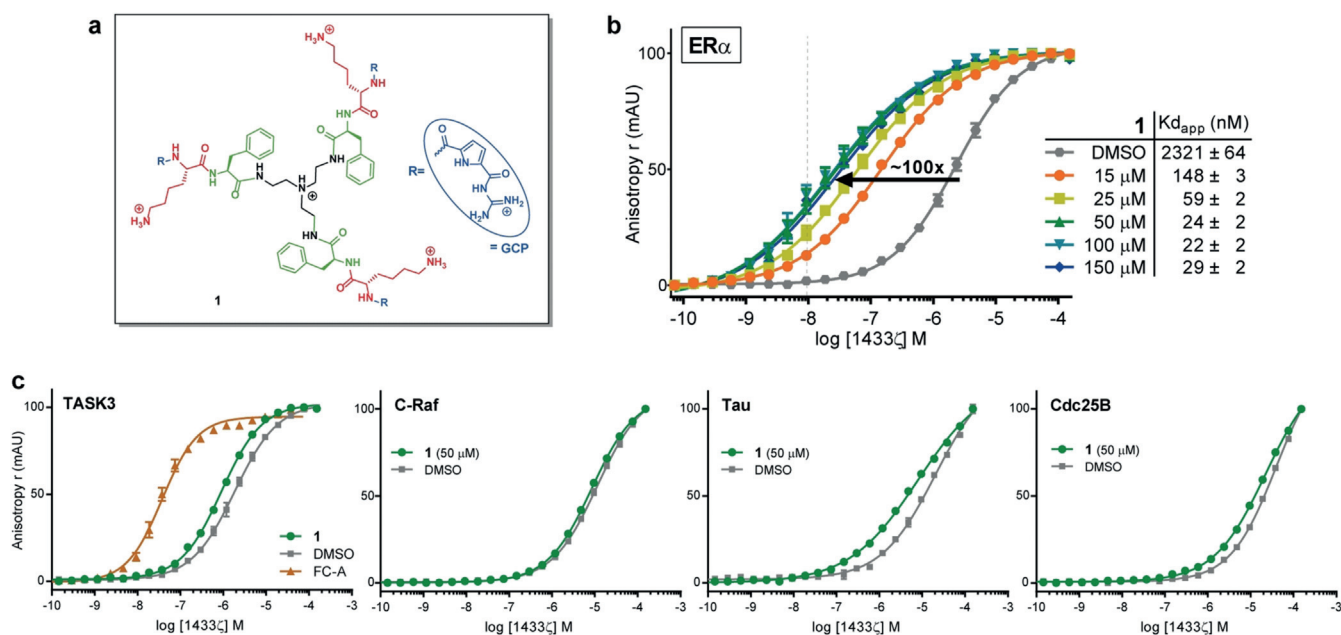 a
b
c
NH3 ⊕
R
NH
O
NH
O
R
HN
O
NH
O
HN
O
NH
HN ⊕
H3N ⊕
NH
O
NH
O
NH3 ⊕
HN
R
1
O
NH
R=
O
HN
NH2
H2N ⊕
= GCP
ERα
Anisotropy r (mAU)
100
50
0
~100x
-10 -9 -8 -7 -6 -5 -4
log [1433ζ] M
1 Kdapp (nM)
DMSO 2321 ± 64
15 μM 148 ± 3
25 μM 59 ± 2
50 μM 24 ± 2
100 μM 22 ± 2
150 μM 29 ± 2
TASK3
Anisotropy r (mAU)
100
50
0
1
DMSO
FC-A
-10 -9 -8 -7 -6 -5 -4 -3
log [1433ζ] M
C-Raf
100
50
0
1 (50 μM)
DMSO
-10 -9 -8 -7 -6 -5 -4 -3
log [1433ζ] M
Tau
100
50
0
1 (50 μM)
DMSO
-10 -9 -8 -7 -6 -5 -4 -3
log [1433ζ] M
Cdc25B
100
50
0
1 (50 μM)
DMSO
-10 -9 -8 -7 -6 -5 -4 -3
log [1433ζ] M